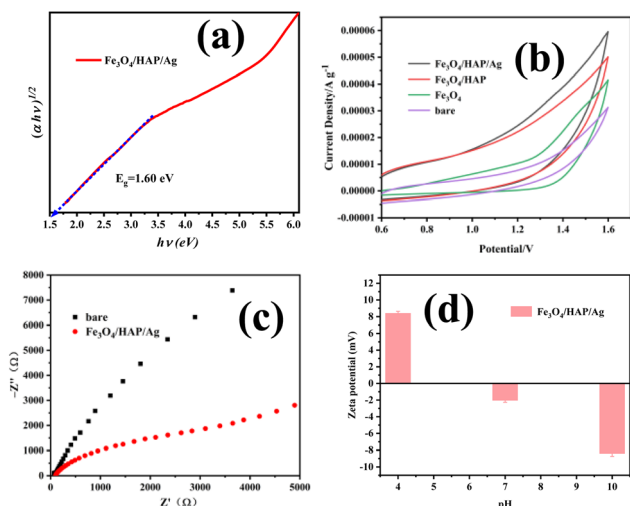 (a)
Fe₃O₄/HAP/Ag
(αhν)¹ᐟ²
E_g=1.60 eV
1.5 2.0 2.5 3.0 3.5 4.0 4.5 5.0 5.5 6.0
hν(eV)
(b)
0.00006
0.00005
0.00004
0.00003
0.00002
0.00001
0.00000
-0.00001
Fe₃O₄/HAP/Ag
Fe₃O₄/HAP
Fe₃O₄
bare
Current Density/A g⁻¹
0.6 0.8 1.0 1.2 1.4 1.6
Potential/V
(c)
8000
7000
6000
5000
4000
3000
2000
1000
0
bare
Fe₃O₄/HAP/Ag
-Z''(Ω)
0 1000 2000 3000 4000 5000
Z'(Ω)
(d)
12
10
8
6
4
2
0
-2
-4
-6
-8
-10
Fe₃O₄/HAP/Ag
Zeta potential (mV)
4 5 6 7 8 9 10
pH